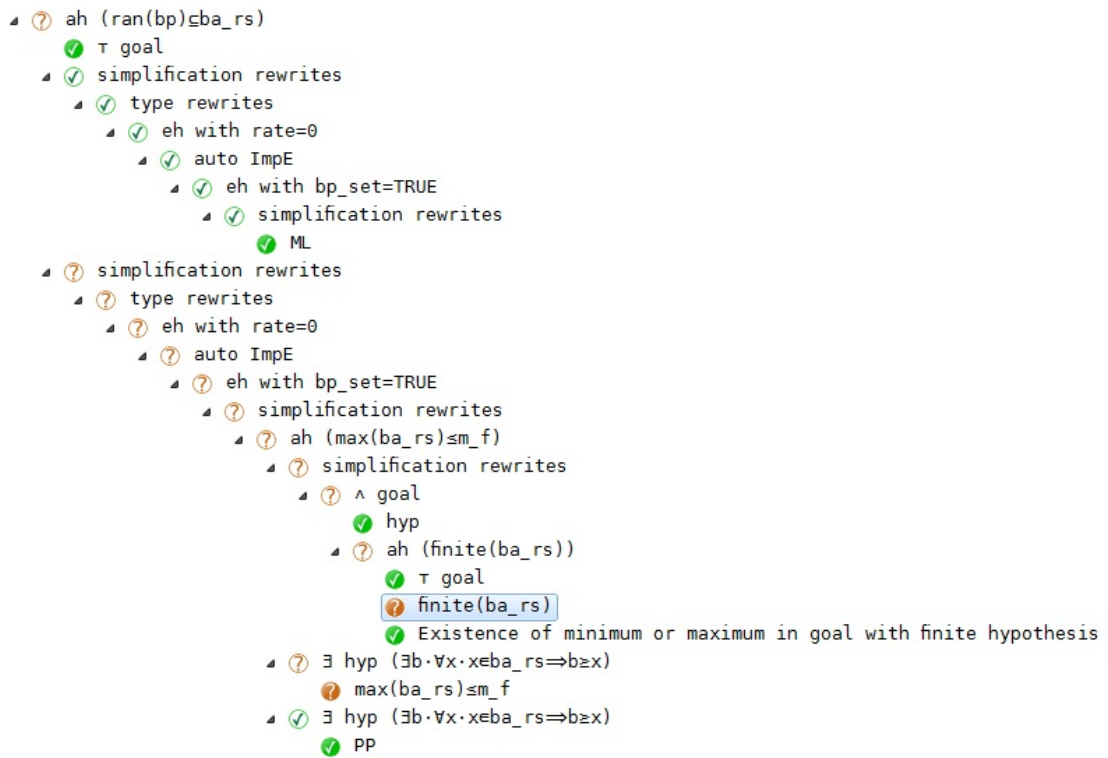 ah (ran(bp)⊆ba_rs)
⊤ goal
simplification rewrites
type rewrites
eh with rate=0
auto ImpE
eh with bp_set=TRUE
simplification rewrites
ML
simplification rewrites
type rewrites
eh with rate=0
auto ImpE
eh with bp_set=TRUE
simplification rewrites
ah (max(ba_rs)≤m_f)
simplification rewrites
∧ goal
hyp
ah (finite(ba_rs))
⊤ goal
finite(ba_rs)
Existence of minimum or maximum in goal with finite hypothesis
∃ hyp (∃b·∀x·x∈ba_rs⇒b≥x)
max(ba_rs)≤m_f
∃ hyp (∃b·∀x·x∈ba_rs⇒b≥x)
PP